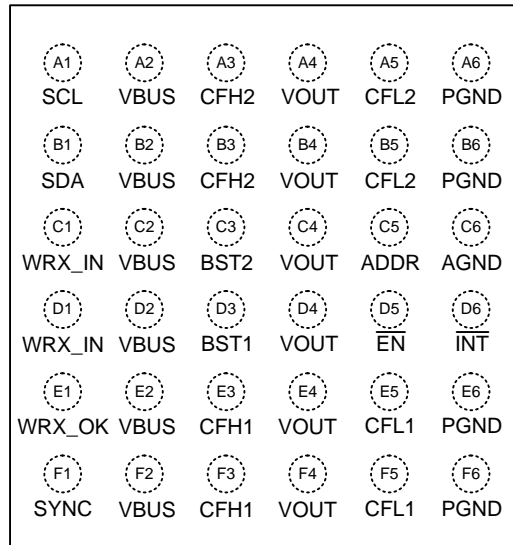 A1 A2 A3 A4 A5 A6
SCL VBUS CFH2 VOUT CFL2 PGND
B1 B2 B3 B4 B5 B6
SDA VBUS CFH2 VOUT CFL2 PGND
C1 C2 C3 C4 C5 C6
WRX_IN VBUS BST2 VOUT ADDR AGND
D1 D2 D3 D4 D5 D6
WRX_IN VBUS BST1 VOUT E̅N̅ I̅N̅T̅
E1 E2 E3 E4 E5 E6
WRX_OK VBUS CFH1 VOUT CFL1 PGND
F1 F2 F3 F4 F5 F6
SYNC VBUS CFH1 VOUT CFL1 PGND